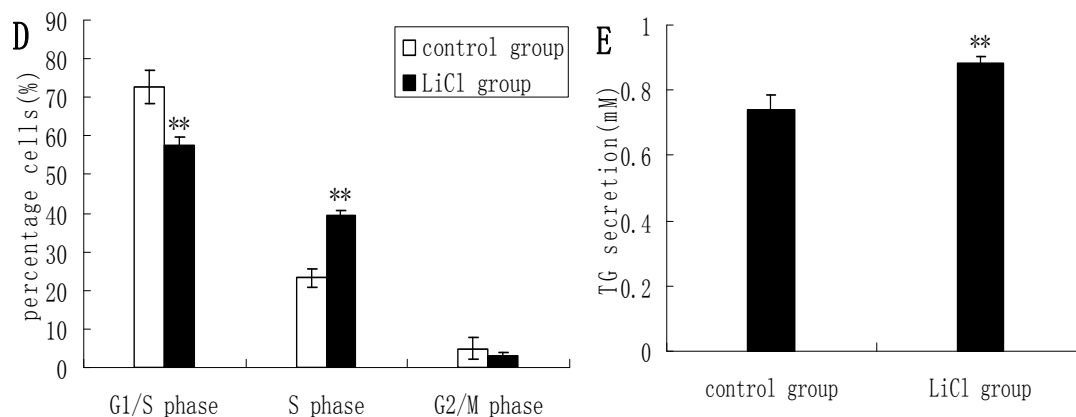 D
percentage cells(%)
90
80
70
60
50
40
30
20
10
0
control group
LiCl group
**
**
G1/S phase S phase G2/M phase
E
TG secretion(mM)
1
0.8
0.6
0.4
0.2
0
**
control group LiCl group